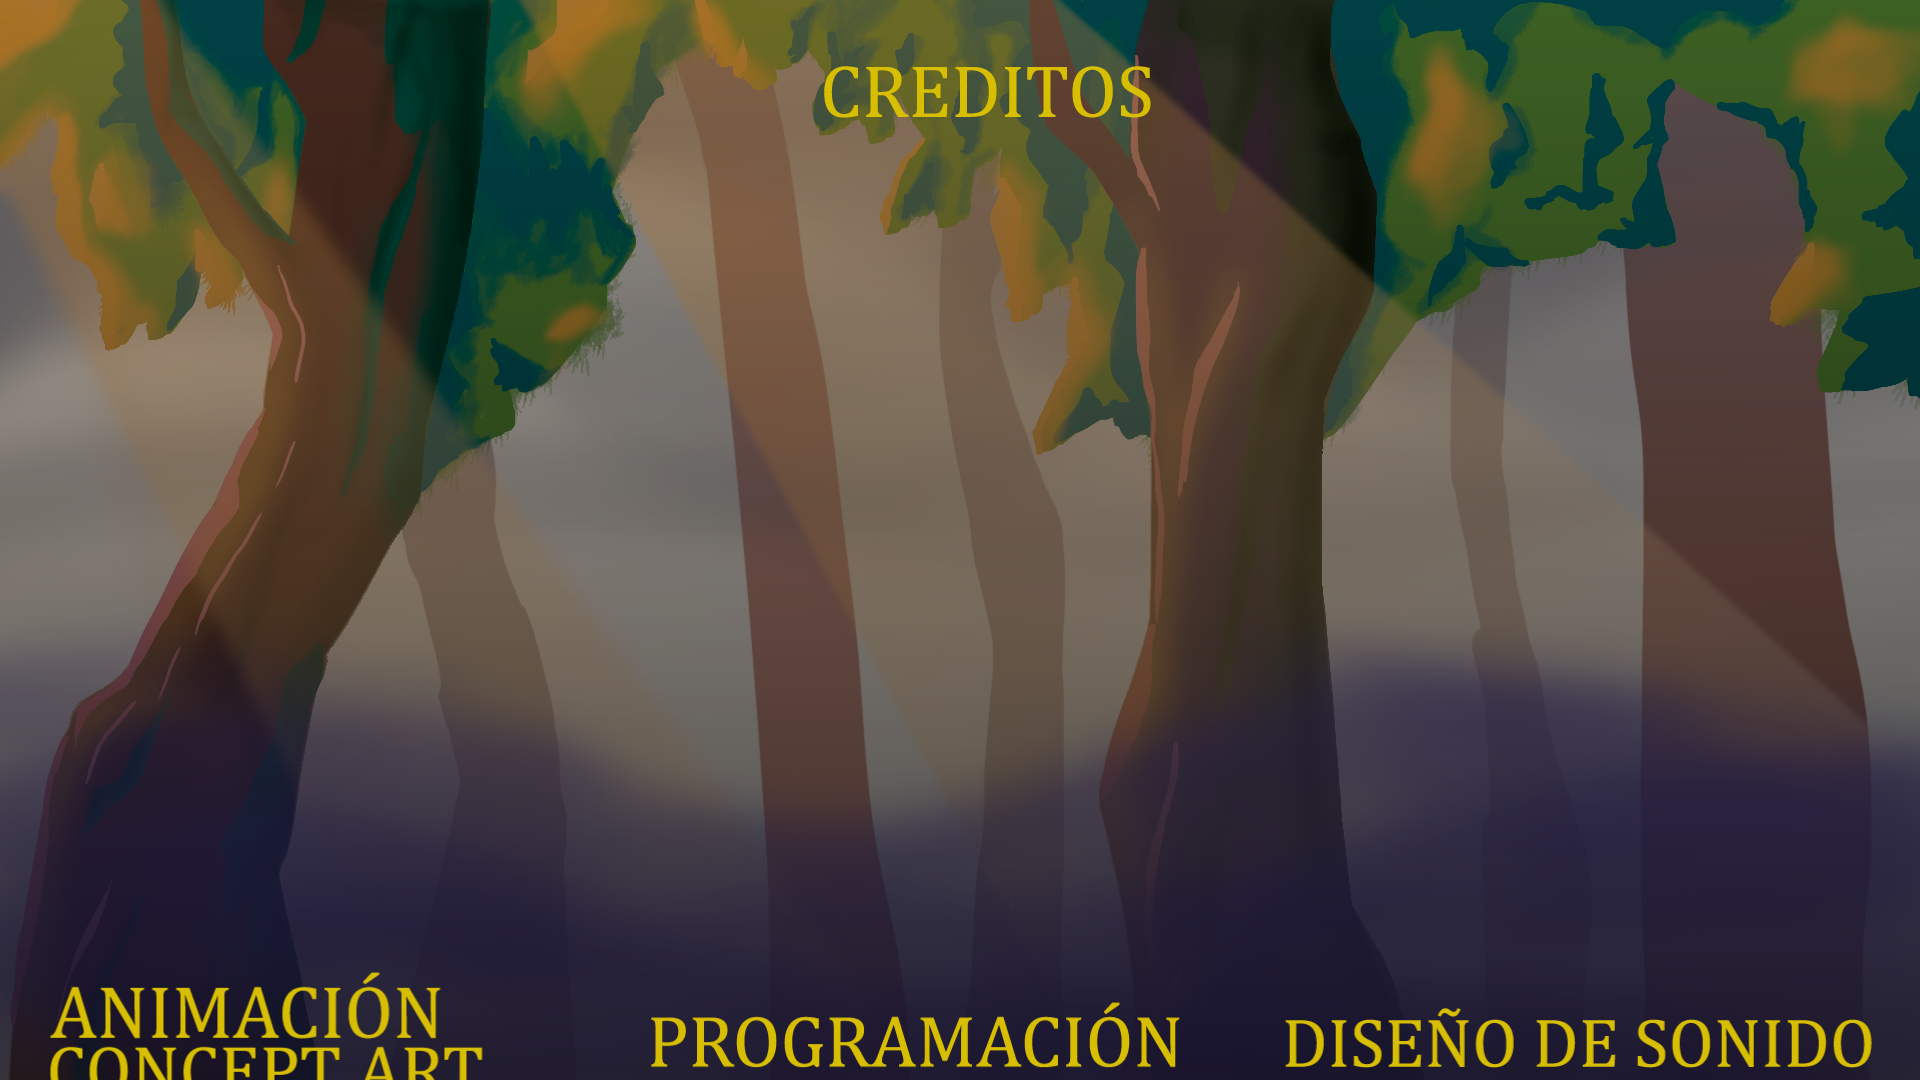 CREDITOS
ANIMACIÓN
CONCEPT ART
PROGRAMACIÓN
DISEÑO DE SONIDO